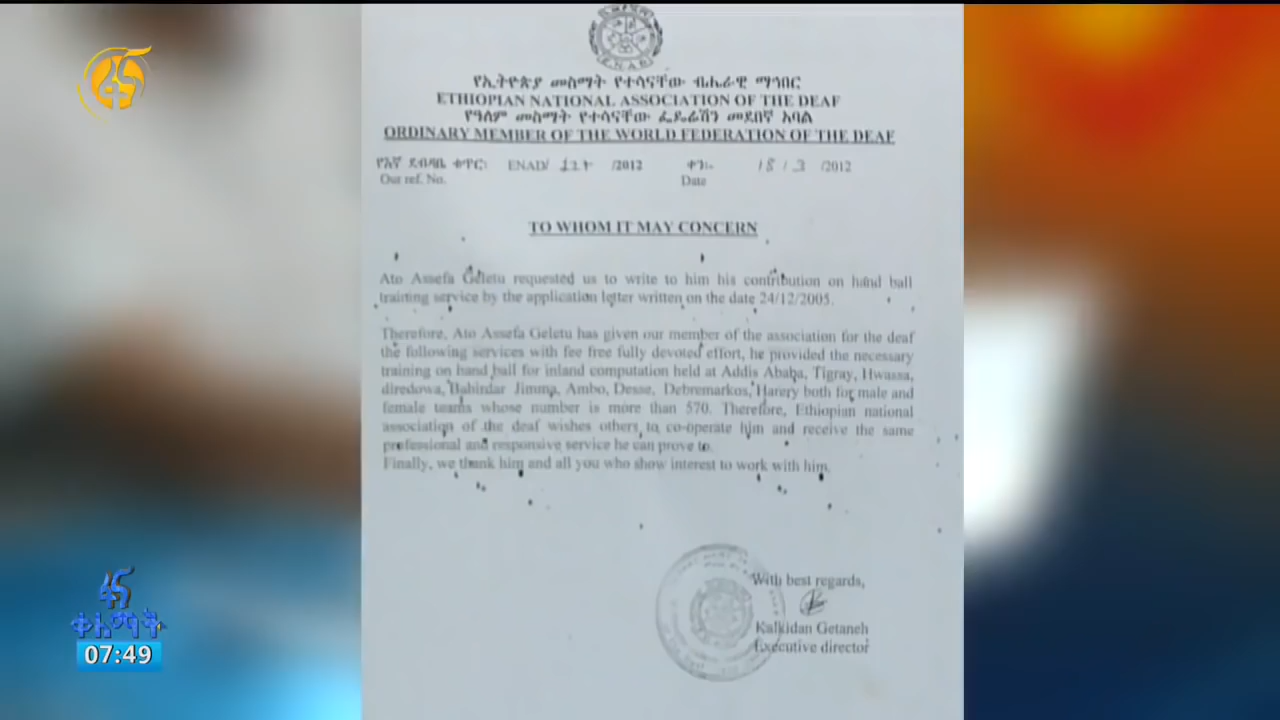 ፋና
E.N.A.D
የኢትዮጵያ መስማት የተሳናቸው ብሔራዊ ማኅበር
ETHIOPIAN NATIONAL ASSOCIATION OF THE DEAF
የዓለም መስማት የተሳናቸው ፌዴሬሽን መደበኛ አባል
ORDINARY MEMBER OF THE WORLD FEDERATION OF THE DEAF
የእኛ ደብዳቤ ቁጥር: ENAD/ /2012 ቀን:- 18 / 3 /2012
Our ref. No. Date
TO WHOM IT MAY CONCERN
Ato Assefa Geletu requested us to write to him his contribution on hand ball
training service by the application letter written on the date 24/12/2005.
Therefore, Ato Assefa Geletu has given our member of the association for the deaf
the following services with fee free fully devoted effort, he provided the necessary
training on hand ball for inland computation held at Addis Ababa, Tigray, Hwassa,
diredowa, Bahirdar Jimma, Ambo, Desse, Debremarkos, Harery both for male and
female teams whose number is more than 570. Therefore, Ethiopian national
association of the deaf wishes others to co-operate him and receive the same
professional and responsive service he can prove to.
Finally, we thank him and all you who show interest to work with him.
With best regards,
Kalkidan Getaneh
Executive director
ፋና
ቀለማት
07:49